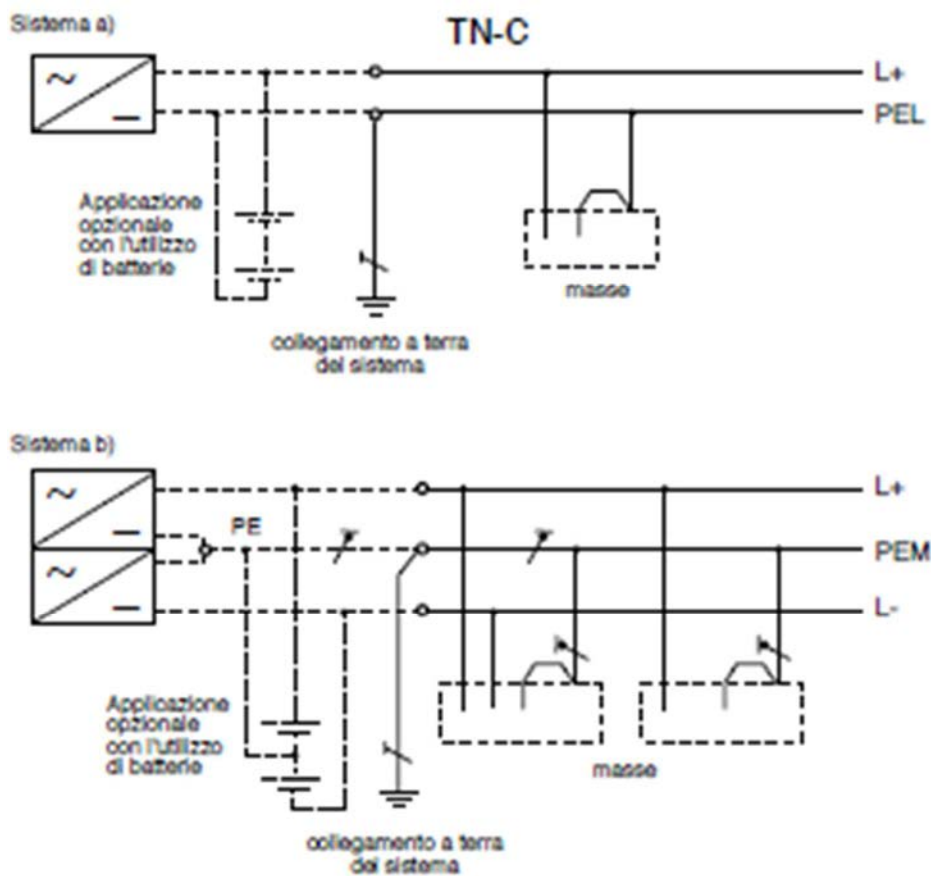 Sistema a)
TN-C
L+
PEL
Applicazione
opzionale
con l'utilizzo
di batterie
masse
collegamento a terra
del sistema
Sistema b)
L+
PE
PEM
L-
Applicazione
opzionale
con l'utilizzo
di batterie
masse
collegamento a terra
del sistema